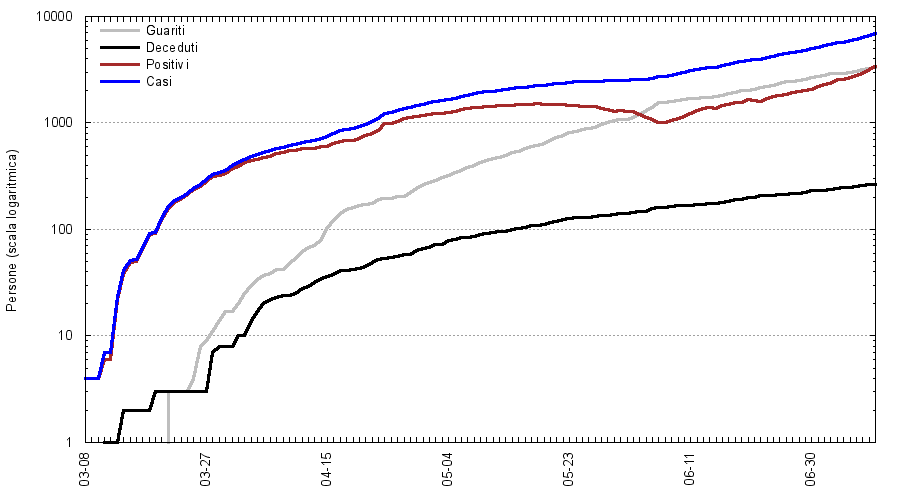 10000
1000
100
10
1
Persone (scala logaritmica)
Guariti
Deceduti
Positivi
Casi
03-08
03-27
04-15
05-04
05-23
06-11
06-30